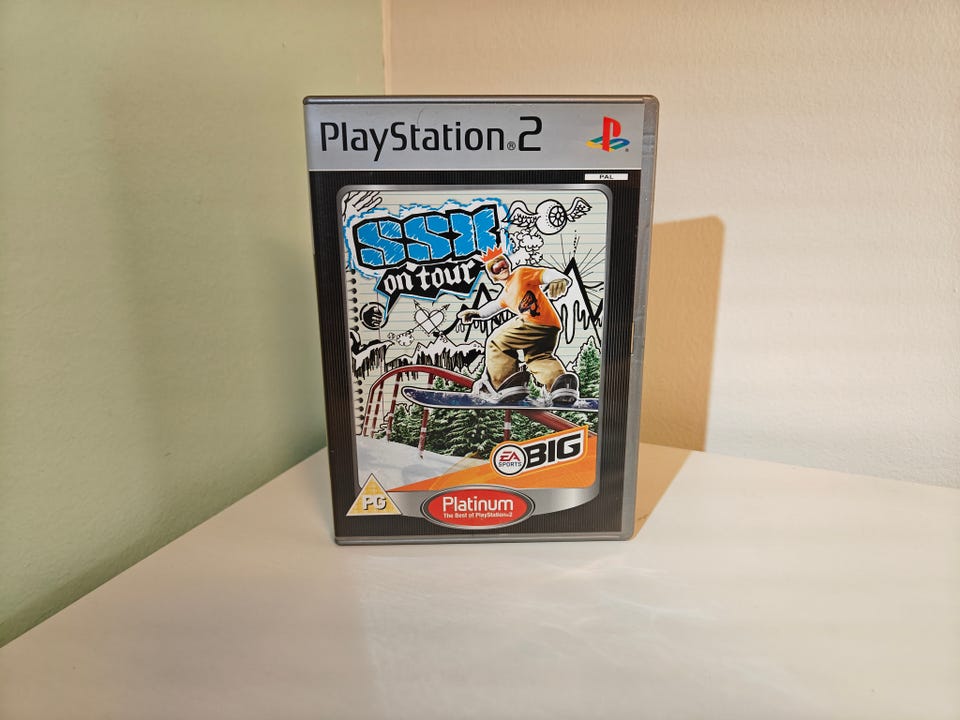 PlayStation®2
PAL
SSX
on tour
EA
SPORTS
BIG
PG
Platinum
The Best of PlayStation®2